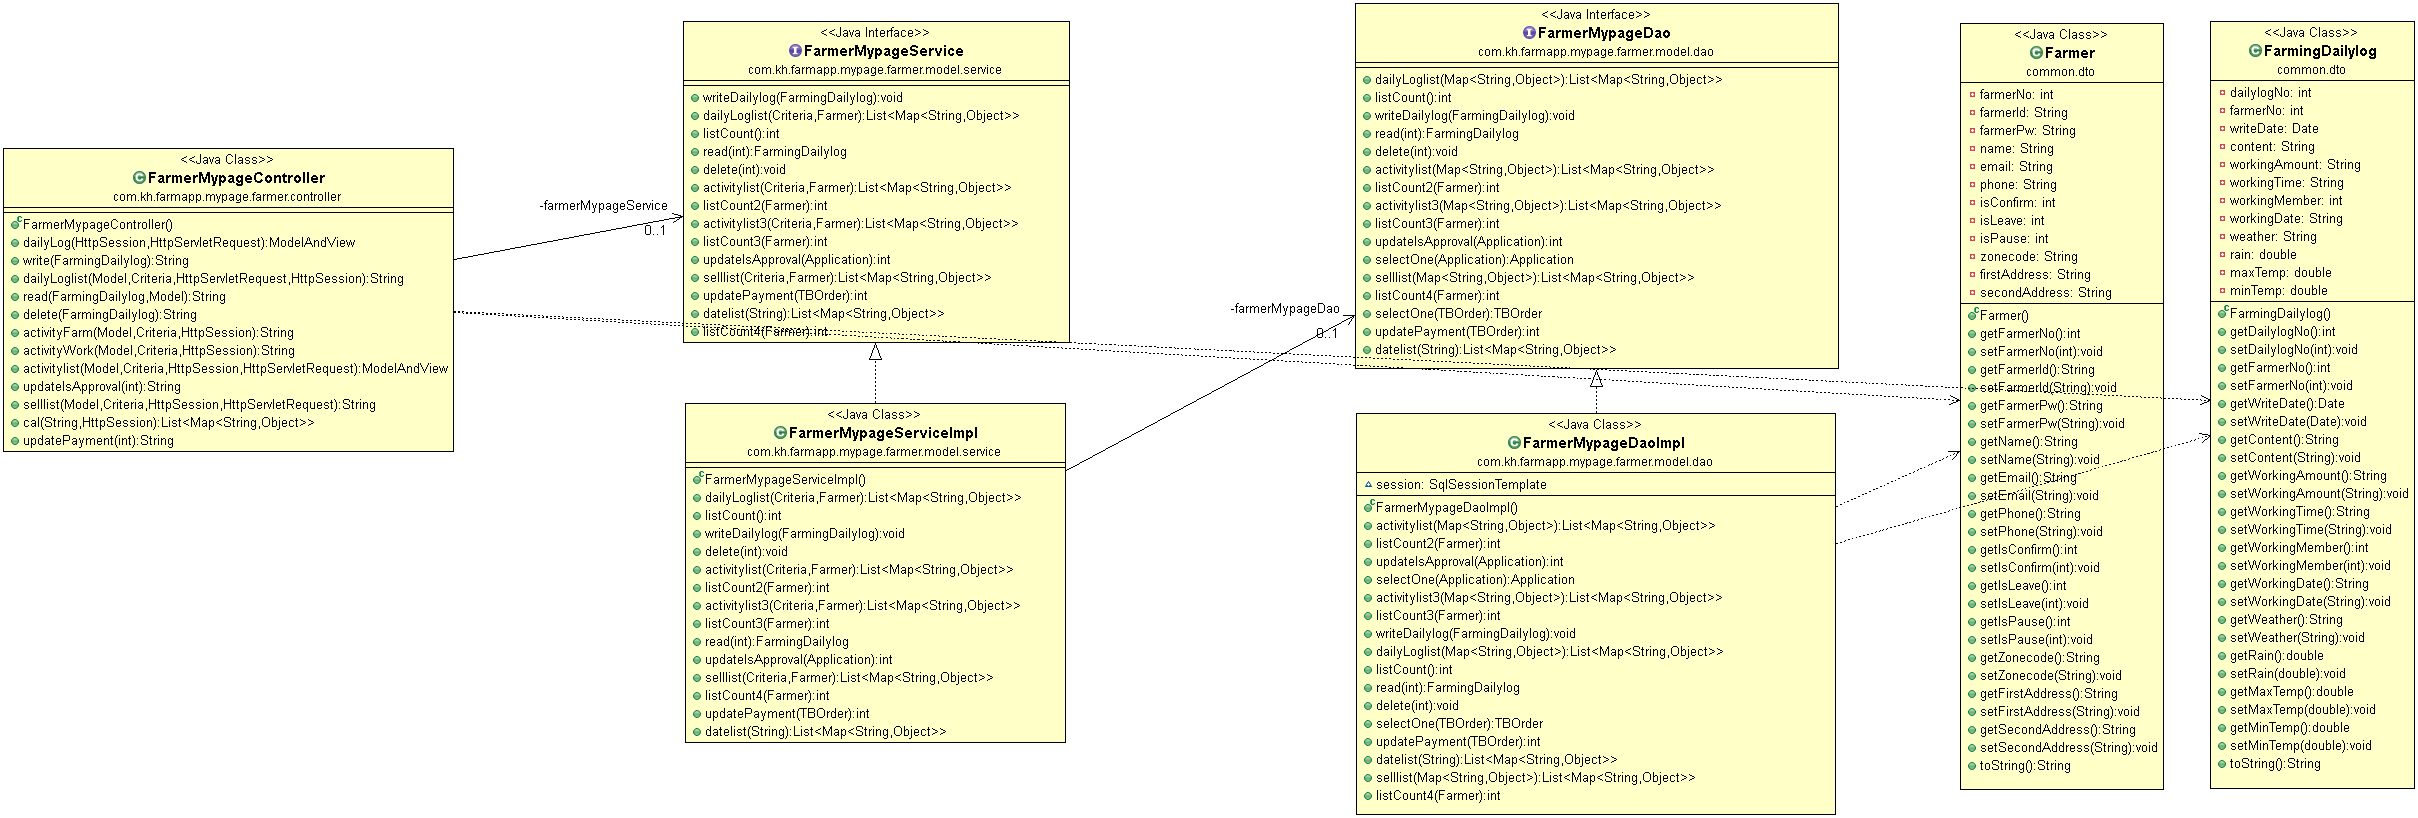 <<Java Class>>
FarmerMypageController
com.kh.farmapp.mypage.farmer.controller
FarmerMypageController()
dailyLog(HttpSession,HttpServletRequest):ModelAndView
write(FarmingDailylog):String
dailyLoglist(Model,Criteria,HttpServletRequest,HttpSession):String
read(FarmingDailylog,Model):String
delete(FarmingDailylog):String
activityFarm(Model,Criteria,HttpSession):String
activityWork(Model,Criteria,HttpSession):String
activitylist(Model,Criteria,HttpSession,HttpServletRequest):ModelAndView
updateIsApproval(int):String
selllist(Model,Criteria,HttpSession,HttpServletRequest):String
cal(String,HttpSession):List<Map<String,Object>>
updatePayment(int):String
-farmerMypageService
0..1
<<Java Interface>>
FarmerMypageService
com.kh.farmapp.mypage.farmer.model.service
writeDailylog(FarmingDailylog):void
dailyLoglist(Criteria,Farmer):List<Map<String,Object>>
listCount():int
read(int):FarmingDailylog
delete(int):void
activitylist(Criteria,Farmer):List<Map<String,Object>>
listCount2(Farmer):int
activitylist3(Criteria,Farmer):List<Map<String,Object>>
listCount3(Farmer):int
updateIsApproval(Application):int
selllist(Criteria,Farmer):List<Map<String,Object>>
updatePayment(TBOrder):int
datelist(String):List<Map<String,Object>>
listCount4(Farmer):int
<<Java Class>>
FarmerMypageServiceImpl
com.kh.farmapp.mypage.farmer.model.service
FarmerMypageServiceImpl()
dailyLoglist(Criteria,Farmer):List<Map<String,Object>>
listCount():int
writeDailylog(FarmingDailylog):void
delete(int):void
activitylist(Criteria,Farmer):List<Map<String,Object>>
listCount2(Farmer):int
activitylist3(Criteria,Farmer):List<Map<String,Object>>
listCount3(Farmer):int
read(int):FarmingDailylog
updateIsApproval(Application):int
selllist(Criteria,Farmer):List<Map<String,Object>>
listCount4(Farmer):int
updatePayment(TBOrder):int
datelist(String):List<Map<String,Object>>
-farmerMypageDao
0..1
<<Java Interface>>
FarmerMypageDao
com.kh.farmapp.mypage.farmer.model.dao
dailyLoglist(Map<String,Object>):List<Map<String,Object>>
listCount():int
writeDailylog(FarmingDailylog):void
read(int):FarmingDailylog
delete(int):void
activitylist(Map<String,Object>):List<Map<String,Object>>
listCount2(Farmer):int
activitylist3(Map<String,Object>):List<Map<String,Object>>
listCount3(Farmer):int
updateIsApproval(Application):int
selectOne(Application):Application
selllist(Map<String,Object>):List<Map<String,Object>>
listCount4(Farmer):int
selectOne(TBOrder):TBOrder
updatePayment(TBOrder):int
datelist(String):List<Map<String,Object>>
<<Java Class>>
FarmerMypageDaoImpl
com.kh.farmapp.mypage.farmer.model.dao
session: SqlSessionTemplate
FarmerMypageDaoImpl()
activitylist(Map<String,Object>):List<Map<String,Object>>
listCount2(Farmer):int
updateIsApproval(Application):int
selectOne(Application):Application
activitylist3(Map<String,Object>):List<Map<String,Object>>
listCount3(Farmer):int
writeDailylog(FarmingDailylog):void
dailyLoglist(Map<String,Object>):List<Map<String,Object>>
listCount():int
read(int):FarmingDailylog
delete(int):void
selectOne(TBOrder):TBOrder
updatePayment(TBOrder):int
datelist(String):List<Map<String,Object>>
selllist(Map<String,Object>):List<Map<String,Object>>
listCount4(Farmer):int
<<Java Class>>
Farmer
common.dto
farmerNo: int
farmerId: String
farmerPw: String
name: String
email: String
phone: String
isConfirm: int
isLeave: int
isPause: int
zonecode: String
firstAddress: String
secondAddress: String
Farmer()
getFarmerNo():int
setFarmerNo(int):void
getFarmerId():String
setFarmerId(String):void
getFarmerPw():String
setFarmerPw(String):void
getName():String
setName(String):void
getEmail():String
setEmail(String):void
getPhone():String
setPhone(String):void
getIsConfirm():int
setIsConfirm(int):void
getIsLeave():int
setIsLeave(int):void
getIsPause():int
setIsPause(int):void
getZonecode():String
setZonecode(String):void
getFirstAddress():String
setFirstAddress(String):void
getSecondAddress():String
setSecondAddress(String):void
toString():String
<<Java Class>>
FarmingDailylog
common.dto
dailylogNo: int
farmerNo: int
writeDate: Date
content: String
workingAmount: String
workingTime: String
workingMember: int
workingDate: String
weather: String
rain: double
maxTemp: double
minTemp: double
FarmingDailylog()
getDailylogNo():int
setDailylogNo(int):void
getFarmerNo():int
setFarmerNo(int):void
getWriteDate():Date
setWriteDate(Date):void
getContent():String
setContent(String):void
getWorkingAmount():String
setWorkingAmount(String):void
getWorkingTime():String
setWorkingTime(String):void
getWorkingMember():int
setWorkingMember(int):void
getWorkingDate():String
setWorkingDate(String):void
getWeather():String
setWeather(String):void
getRain():double
setRain(double):void
getMaxTemp():double
setMaxTemp(double):void
getMinTemp():double
setMinTemp(double):void
toString():String